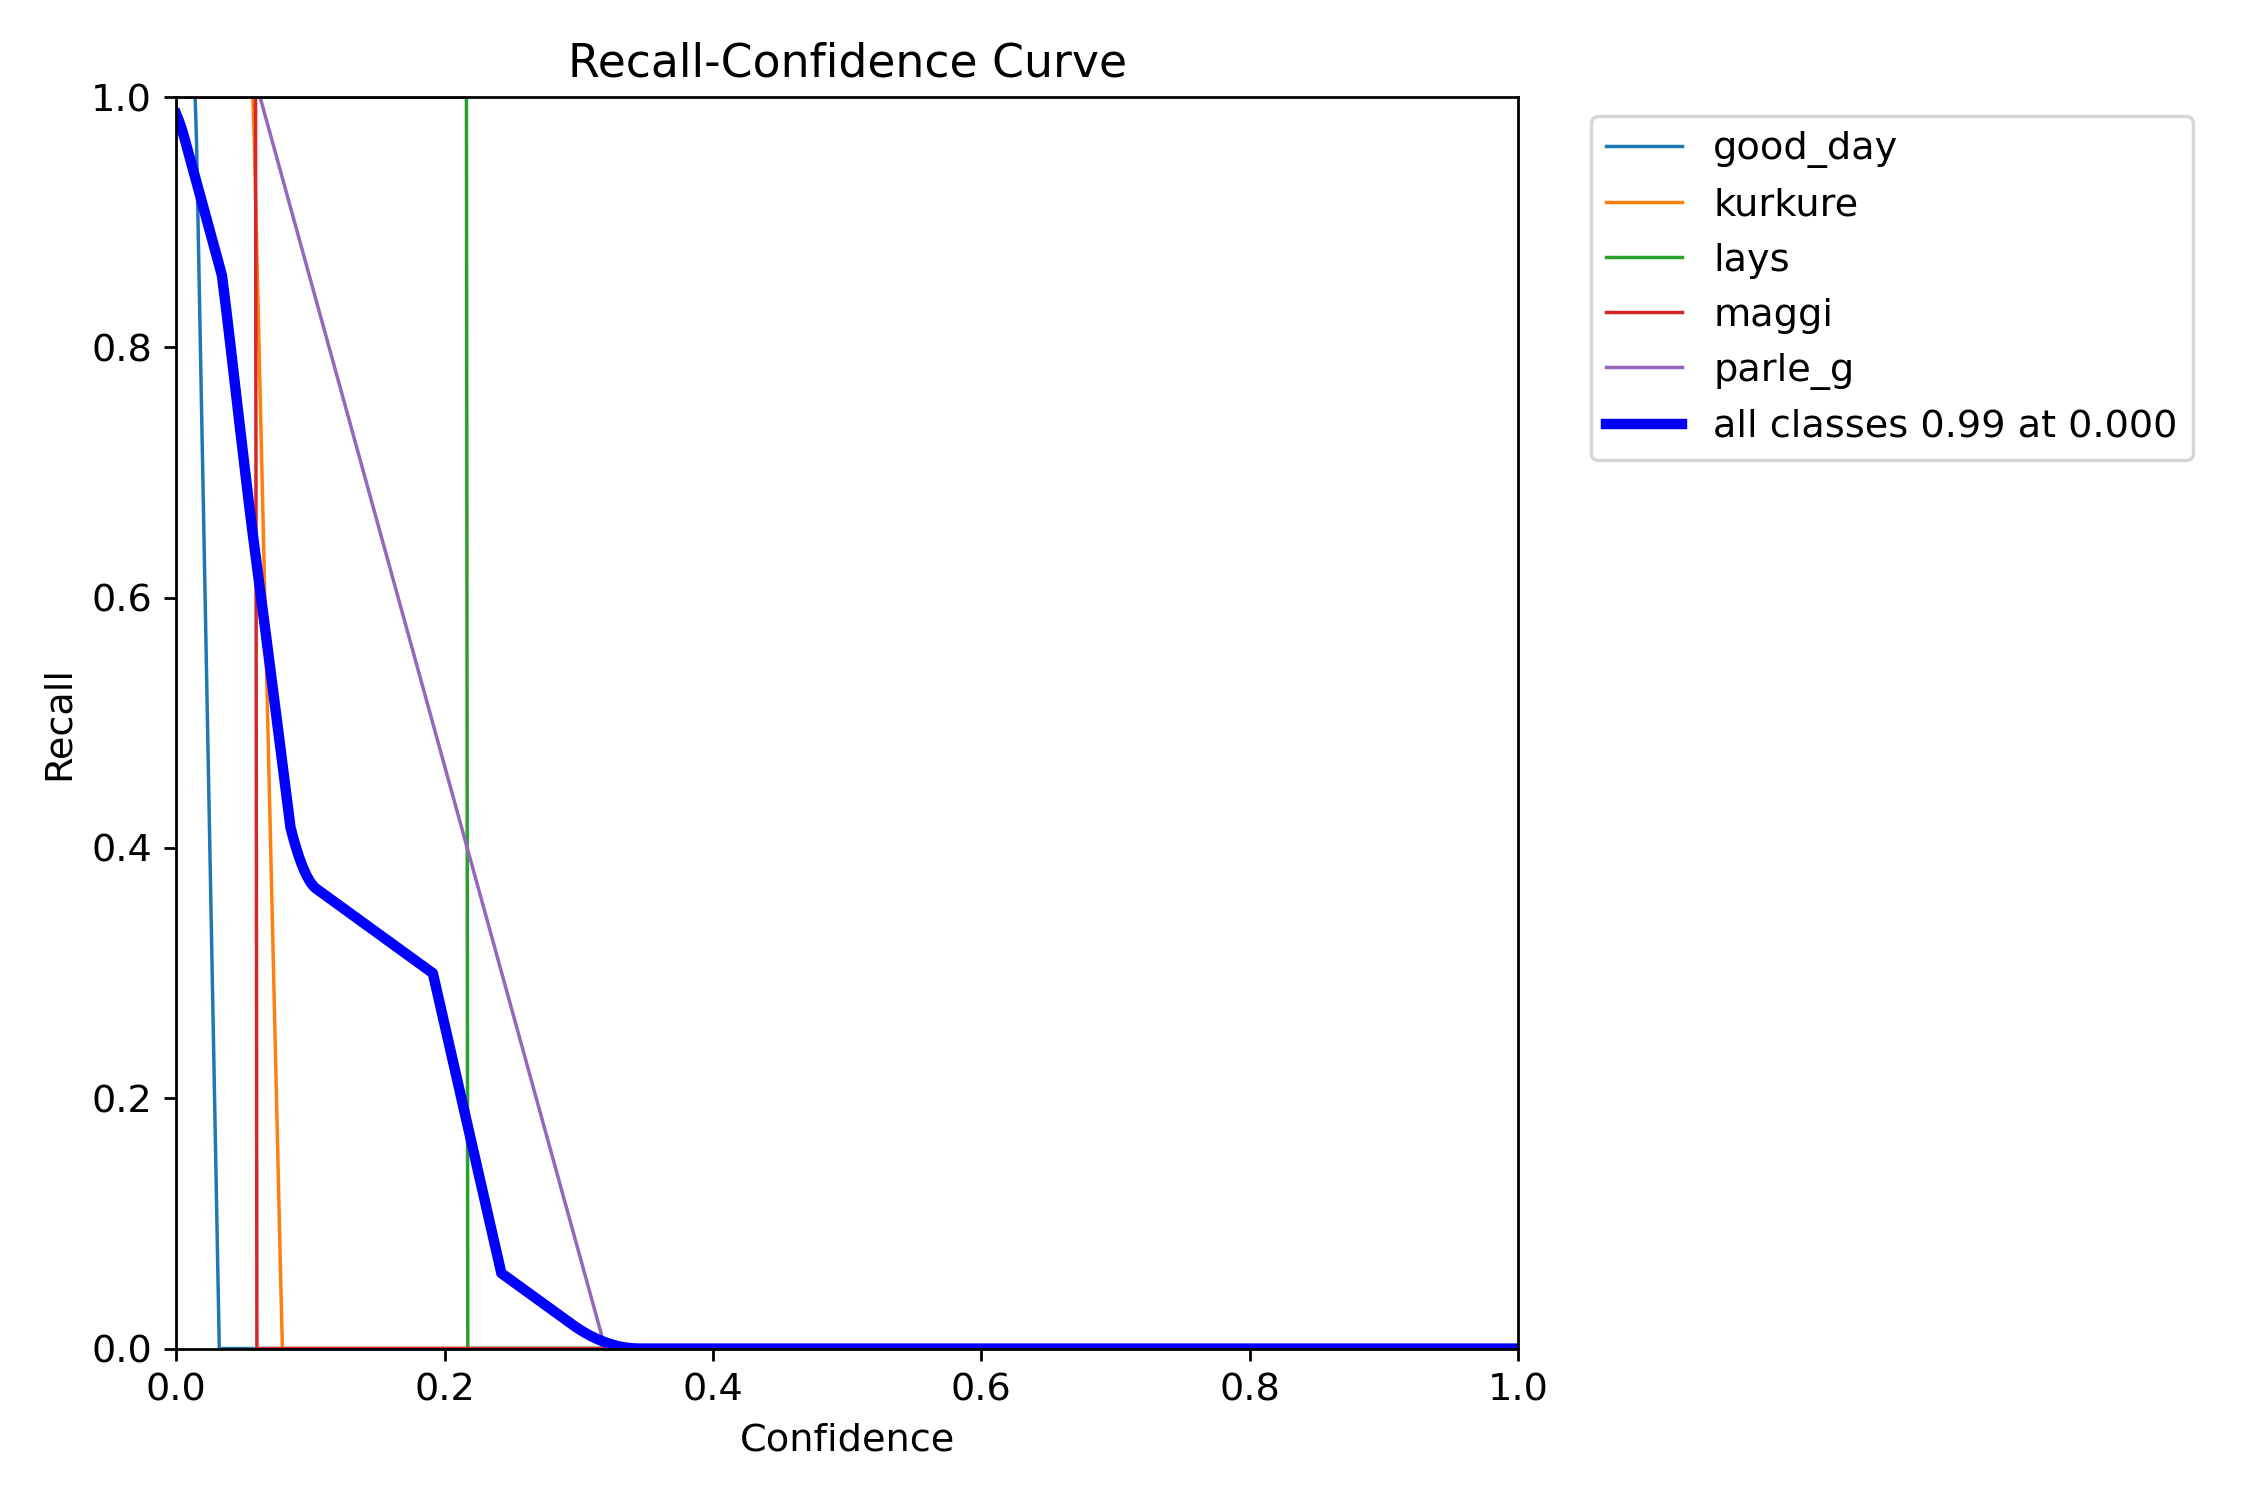 Recall-Confidence Curve
1.0
0.8
0.6
0.4
0.2
0.0
Recall
0.0 0.2 0.4 0.6 0.8 1.0
Confidence
good_day
kurkure
lays
maggi
parle_g
all classes 0.99 at 0.000